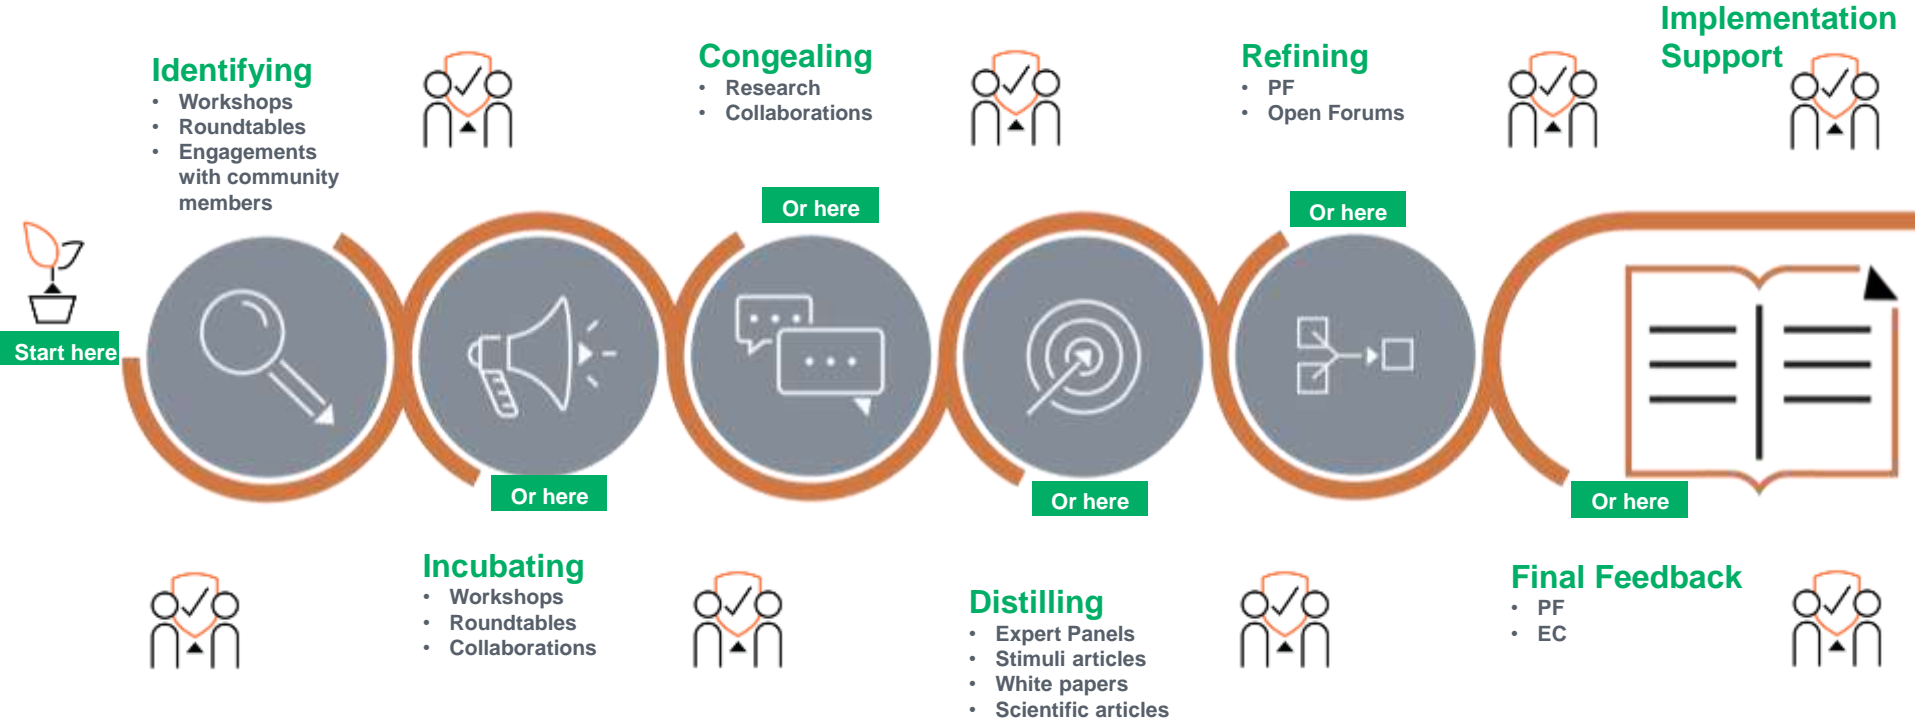 Identifying
• Workshops
• Roundtables
• Engagements
with community
members
Congealing
• Research
• Collaborations
Refining
• PF
• Open Forums
Implementation
Support
Start here
Or here
Or here
Or here
Or here
Or here
Incubating
• Workshops
• Roundtables
• Collaborations
Distilling
• Expert Panels
• Stimuli articles
• White papers
• Scientific articles
Final Feedback
• PF
• EC